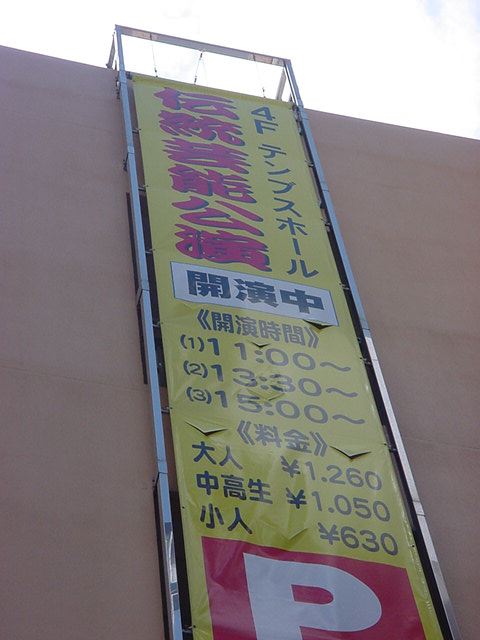 4F テンブスホール
伝統芸能公演
開演中
《開演時間》
(1) 11:00～
(2) 13:30～
(3) 15:00～
《料金》
大人 ¥1.260
中高生 ¥1.050
小人 ¥630
P